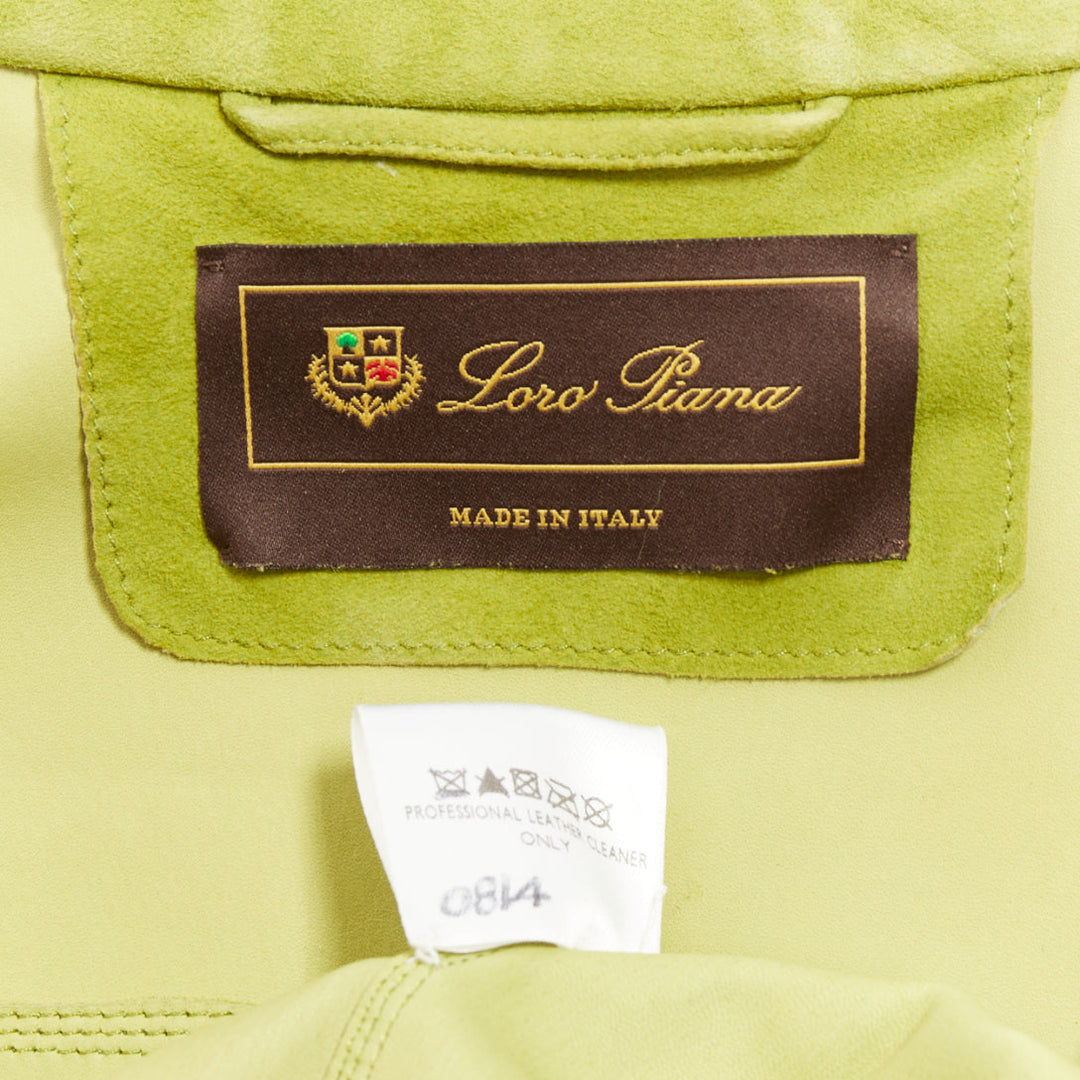 Loro Piana
MADE IN ITALY
PROFESSIONAL LEATHER CLEANER
ONLY
0814